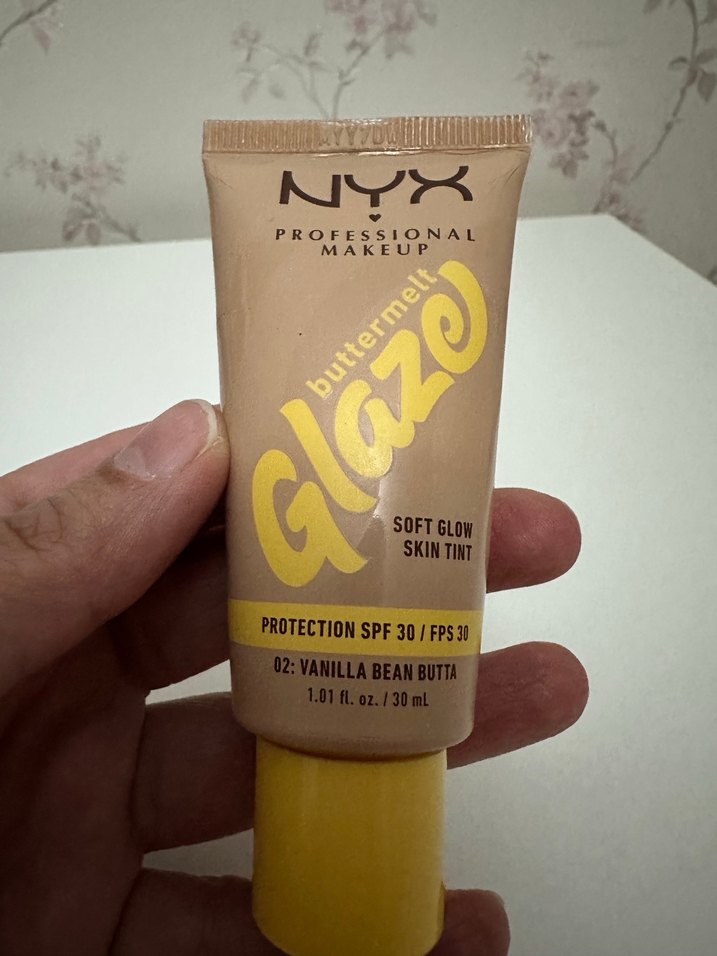 NYX
PROFESSIONAL
MAKEUP
buttermelt
Glaze
SOFT GLOW
SKIN TINT
PROTECTION SPF 30 / FPS 30
02: VANILLA BEAN BUTTA
1.01 fl. oz. / 30 mL